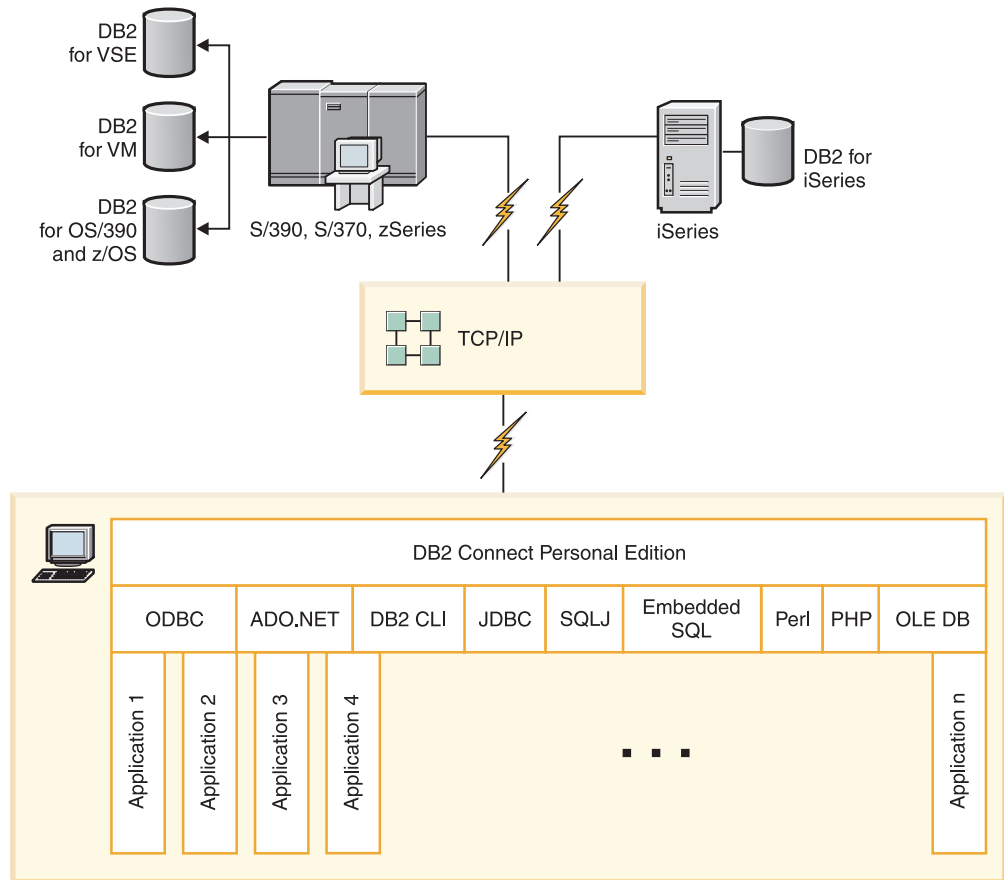 DB2
for VSE
DB2
for VM
DB2
for OS/390
and z/OS
S/390, S/370, zSeries
iSeries
DB2 for
iSeries
TCP/IP
DB2 Connect Personal Edition
ODBC
ADO.NET
DB2 CLI
JDBC
SQLJ
Embedded
SQL
Perl
PHP
OLE DB
Application 1
Application 2
Application 3
Application 4
. . .
Application n